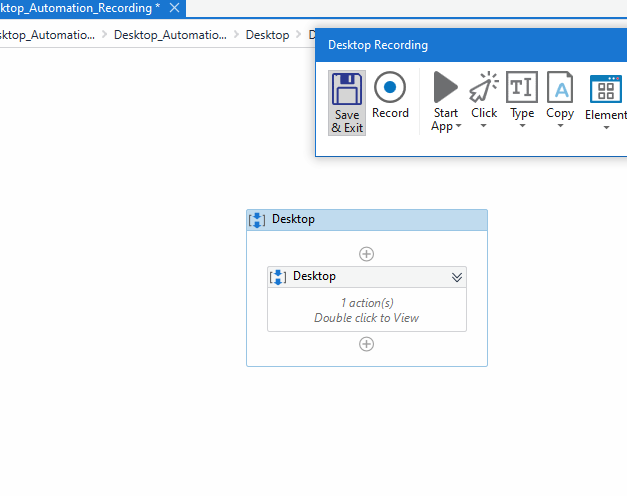 ktop_Automation_Recording *
sktop_Automatio...
Desktop_Automatio...
Desktop
D
Desktop Recording
Save
& Exit
Record
Start
App
Click
Type
Copy
Element
Desktop
Desktop
1 action(s)
Double click to View